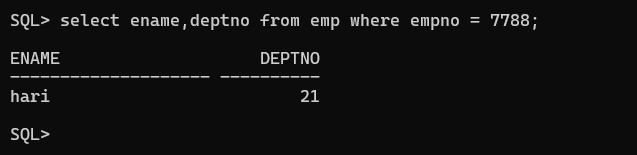 SQL> select ename,deptno from emp where empno = 7788;
ENAME                    DEPTNO
-------------------- ----------
hari                         21
SQL>